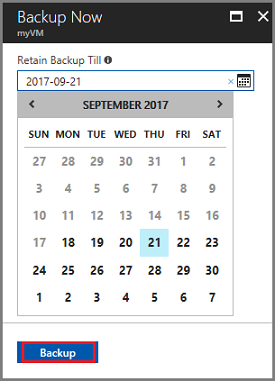 Backup Now
myVM
Retain Backup Till
2017-09-21
SEPTEMBER 2017
SUN MON TUE WED THU FRI SAT
27 28 29 30 31 1 2
3 4 5 6 7 8 9
10 11 12 13 14 15 16
17 18 19 20 21 22 23
24 25 26 27 28 29 30
1 2 3 4 5 6 7
Backup